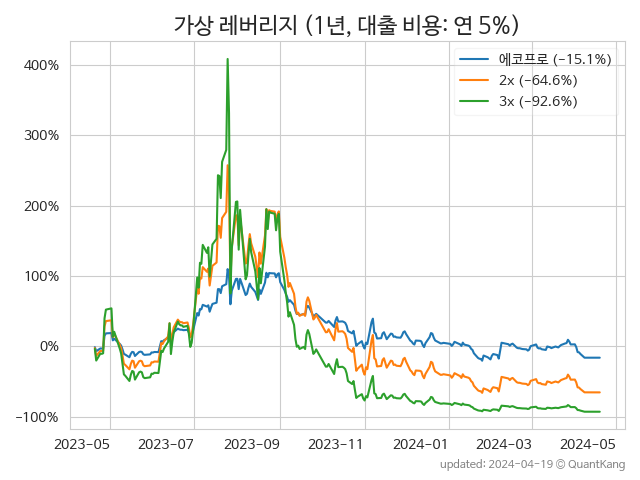 가상 레버리지 (1년, 대출 비용: 연 5%)
에코프로 (−15.1%)
2x (−64.6%)
3x (−92.6%)
400%
300%
200%
100%
0%
−100%
2023-05 2023-07 2023-09 2023-11 2024-01 2024-03 2024-05
updated: 2024-04-19 © QuantKang